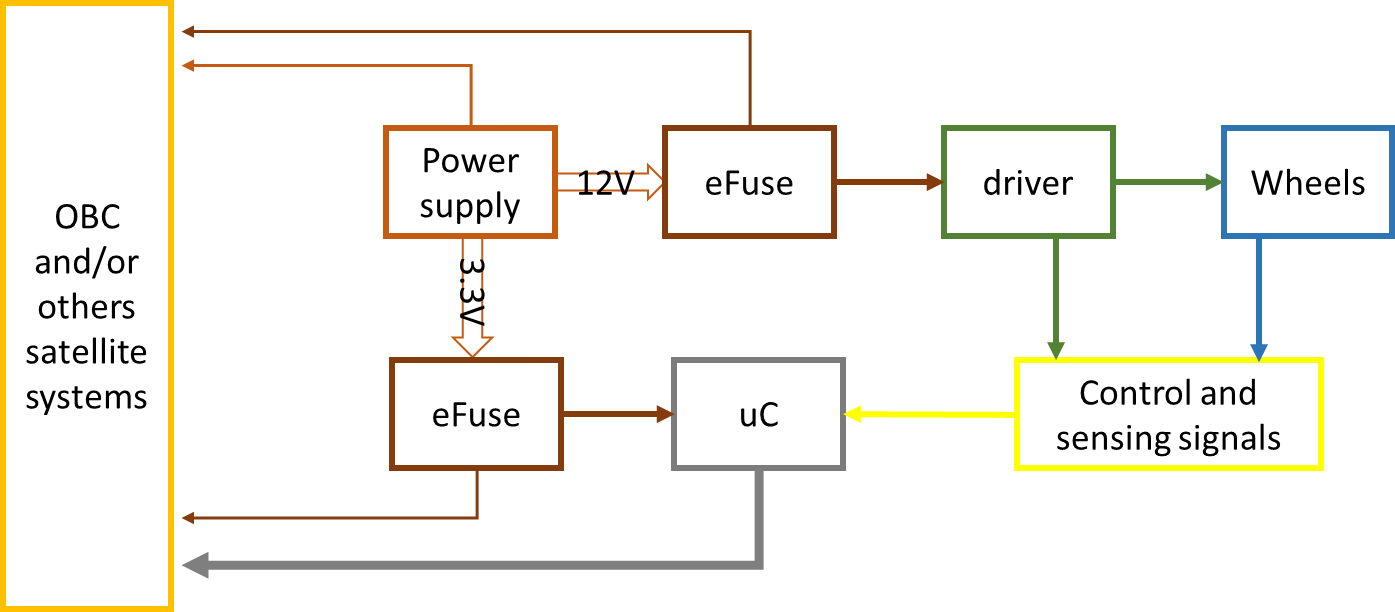 OBC
and/or
others
satellite
systems
Power
supply
12V
eFuse
driver
Wheels
3.3V
eFuse
uC
Control and
sensing signals